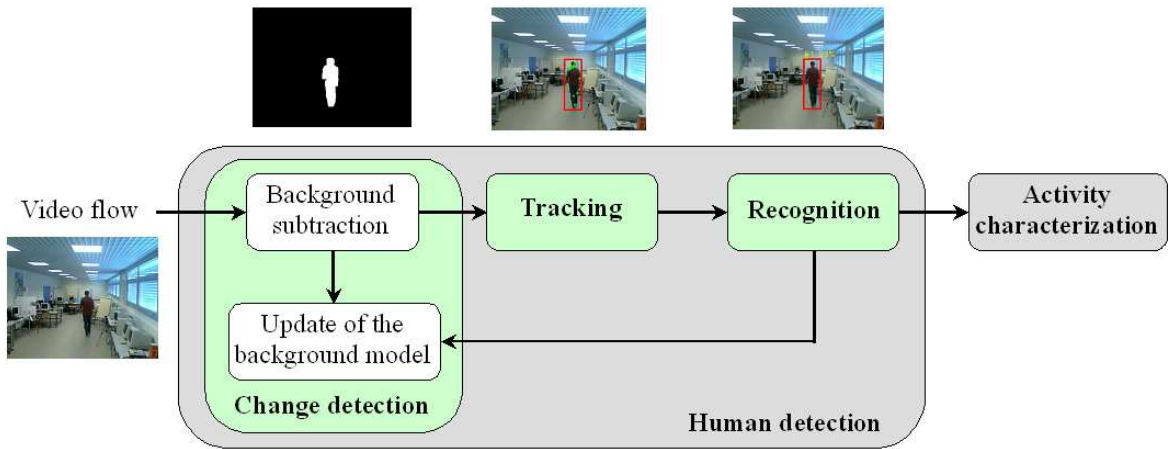 Video flow
Background
subtraction
Tracking
Recognition
Activity
characterization
Update of the
background model
Change detection
Human detection